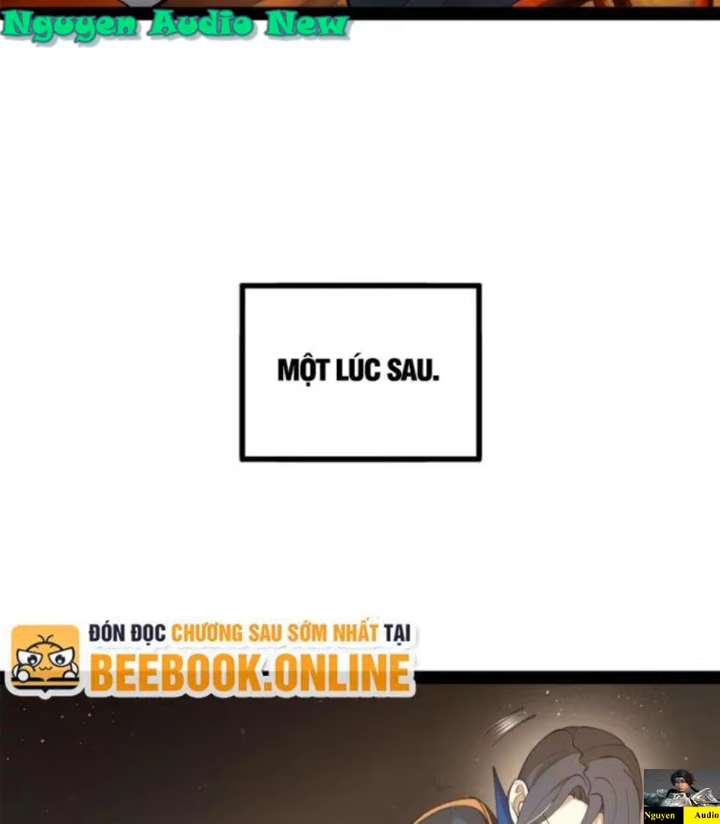 Nguyen Audio New
MỘT LÚC SAU.
ĐÓN ĐỌC CHƯƠNG SAU SỚM NHẤT TẠI
BEEBOOK.ONLINE
Nguyen Audio